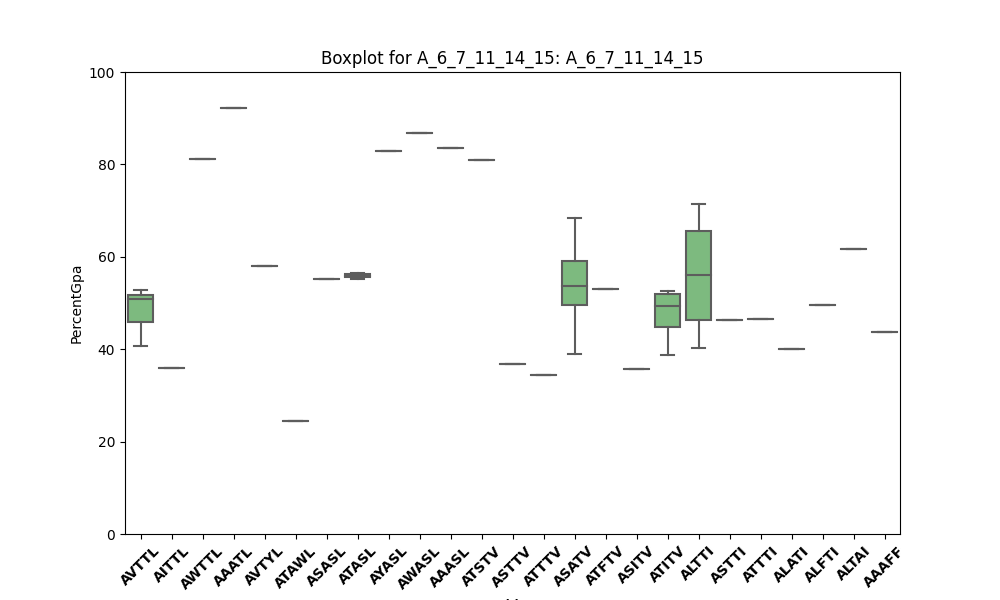 Boxplot for A_6_7_11_14_15: A_6_7_11_14_15
PercentGpa
100
80
60
40
20
0
AVTTL
AITTL
AWTTL
AAATL
AVTYL
ATAWL
ASASL
ATASL
AYASL
AWASL
AAASL
ATSTV
ASTTV
ATTTV
ASATV
ATFTV
ASITV
ATITV
ALTTI
ASTTI
ATTTI
ALATI
ALFTI
ALTAI
AAAFF